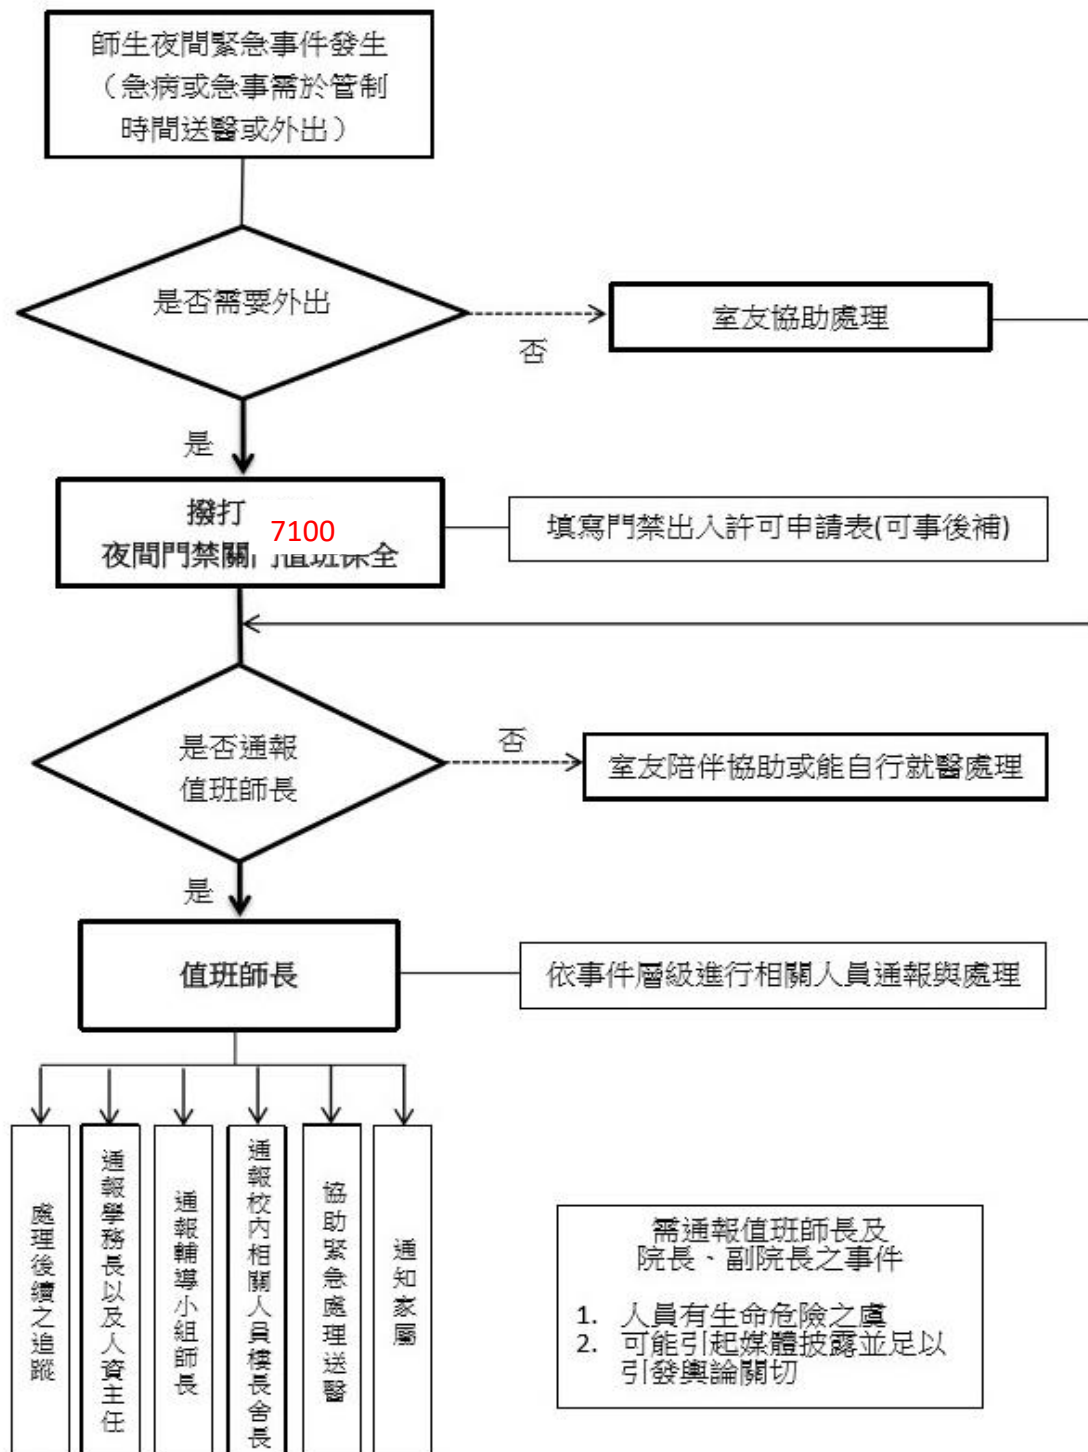 師生夜間緊急事件發生
（急病或急事需於管制
時間送醫或外出）
是否需要外出
否
室友協助處理
是
撥打
7100
夜間門禁關門值班保全
填寫門禁出入許可申請表(可事後補)
是否通報
值班師長
否
室友陪伴協助或能自行就醫處理
是
值班師長
依事件層級進行相關人員通報與處理
處理後續之追蹤
通報學務長以及人資主任
通報輔導小組師長
通報校內相關人員樓長舍長
協助緊急處理送醫
通知家屬
需通報值班師長及
院長、副院長之事件
1. 人員有生命危險之虞
2. 可能引起媒體披露並足以
引發輿論關切